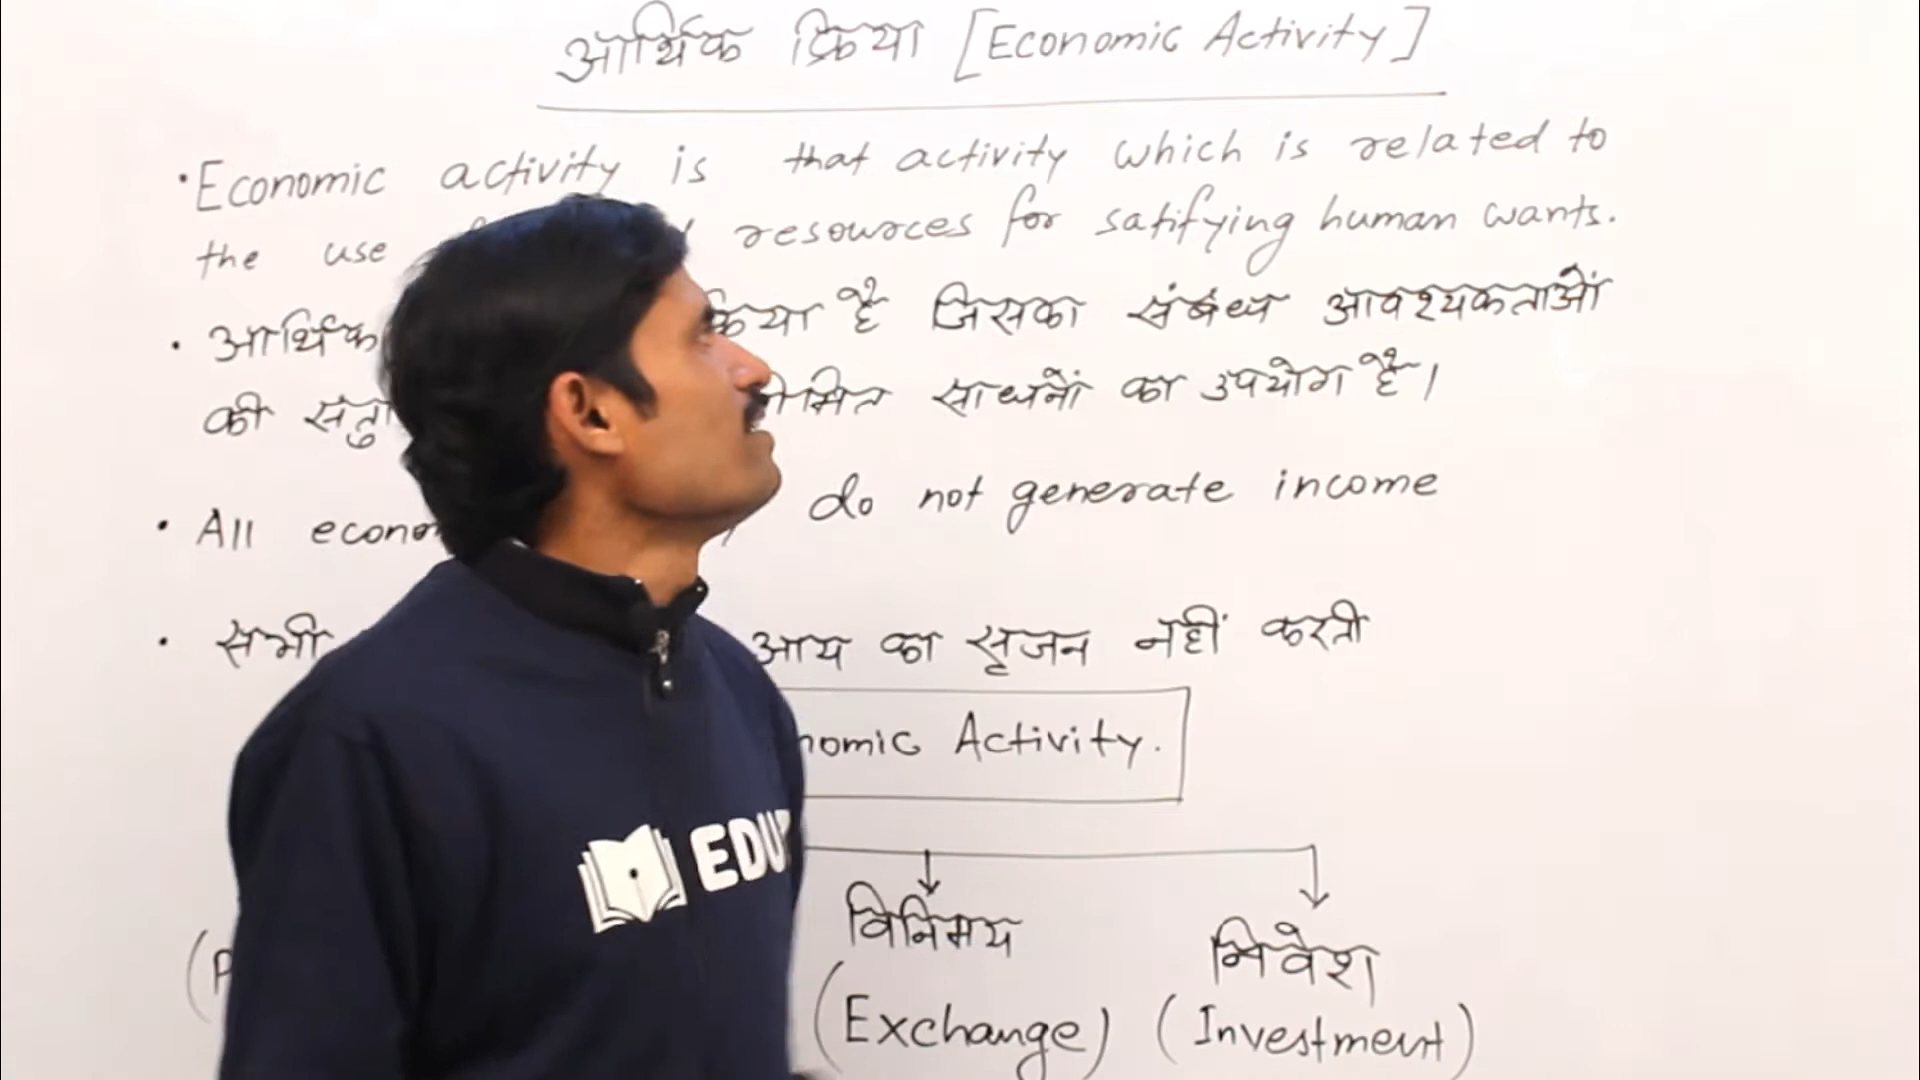 आर्थिक क्रिया [Economic Activity]
• Economic activity is that activity which is related to
the use resources for satifying human wants.
• आर्थिक क्रिया है जिसका संबंध आवश्यकताओं
की साधनों का उपयोग है।
• All do not generate income
• सभी आय का सृजन नहीं करती
Activity.
विनिमय
निवेश
(Exchange)
(Investment)